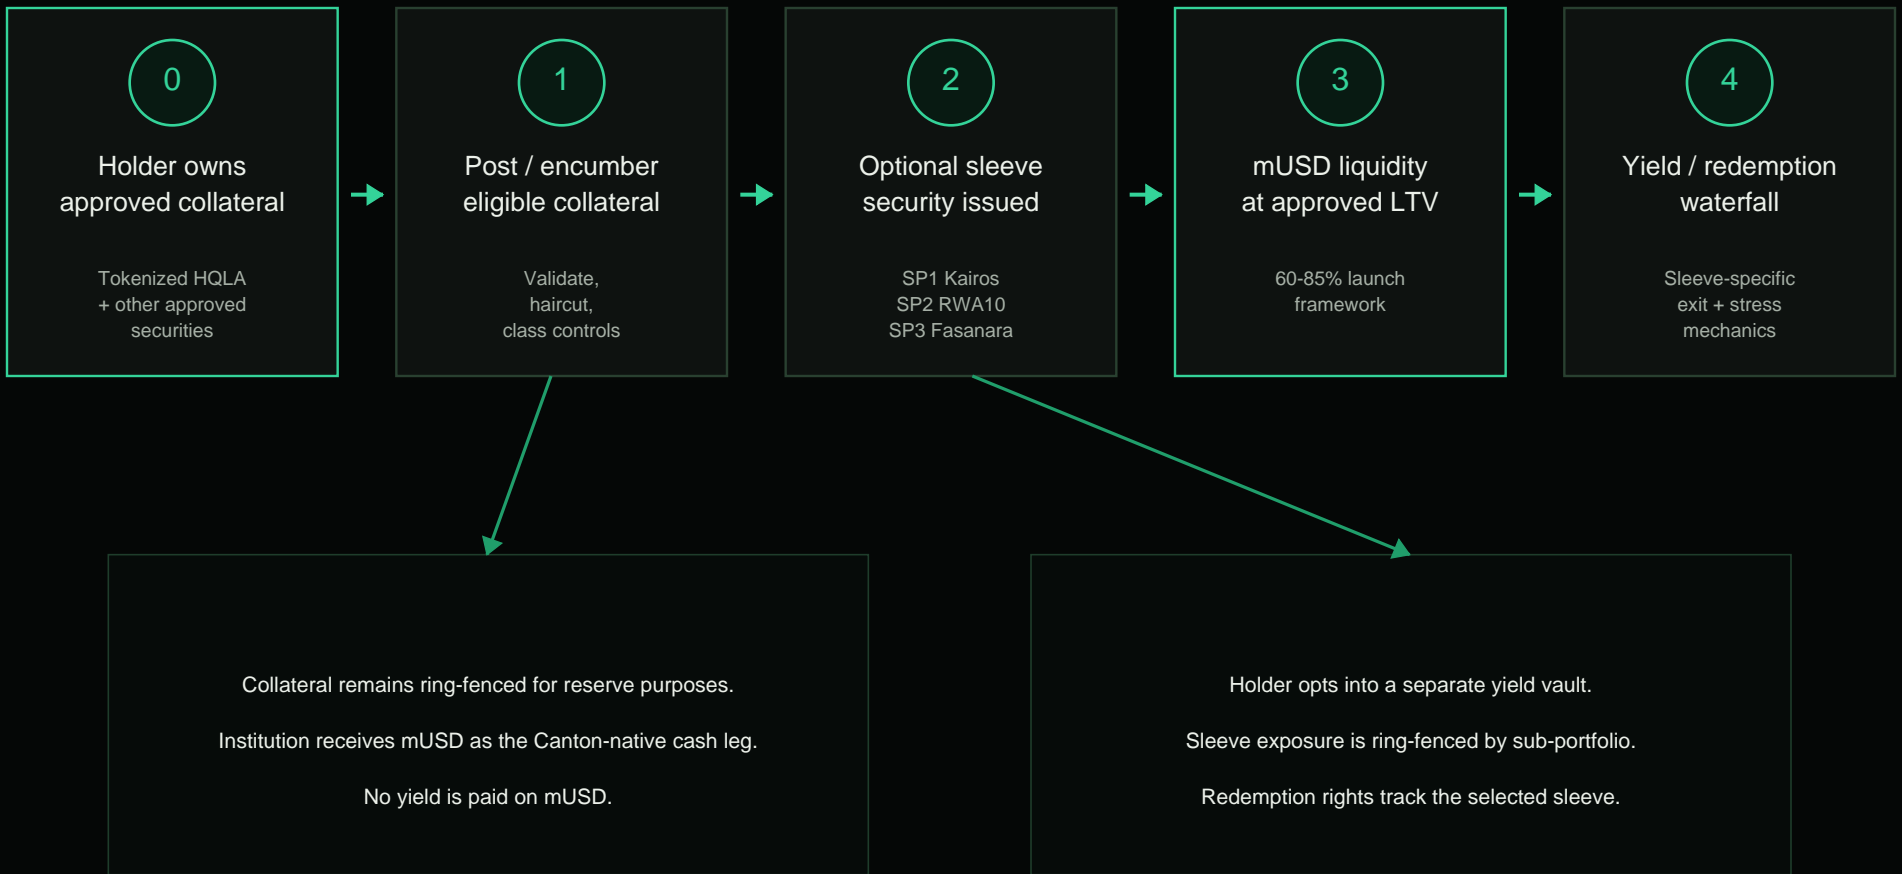 0
Holder owns
approved collateral
Tokenized HQLA
+ other approved
securities
1
Post / encumber
eligible collateral
Validate,
haircut,
class controls
2
Optional sleeve
security issued
SP1 Kairos
SP2 RWA10
SP3 Fasanara
3
mUSD liquidity
at approved LTV
60-85% launch
framework
4
Yield / redemption
waterfall
Sleeve-specific
exit + stress
mechanics
Collateral remains ring-fenced for reserve purposes.
Institution receives mUSD as the Canton-native cash leg.
No yield is paid on mUSD.
Holder opts into a separate yield vault.
Sleeve exposure is ring-fenced by sub-portfolio.
Redemption rights track the selected sleeve.